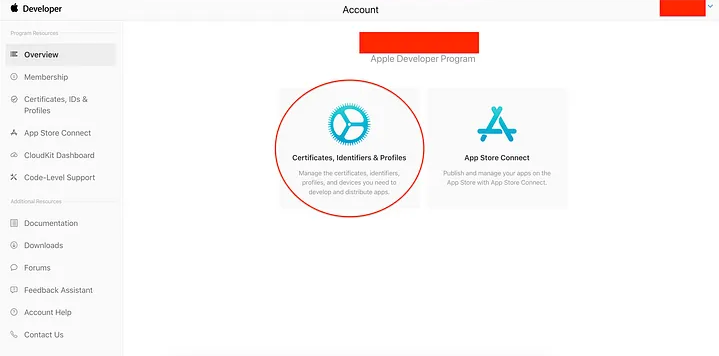 Developer
Account
Program Resources
Overview
Membership
Certificates, IDs &
Profiles
App Store Connect
CloudKit Dashboard
Code-Level Support
Additional Resources
Documentation
Downloads
Forums
Feedback Assistant
Account Help
Contact Us
Apple Developer Program
Certificates, Identifiers & Profiles
Manage the certificates, identifiers,
profiles, and devices you need to
develop and distribute apps.
App Store Connect
Publish and manage your apps on the
App Store with App Store Connect.